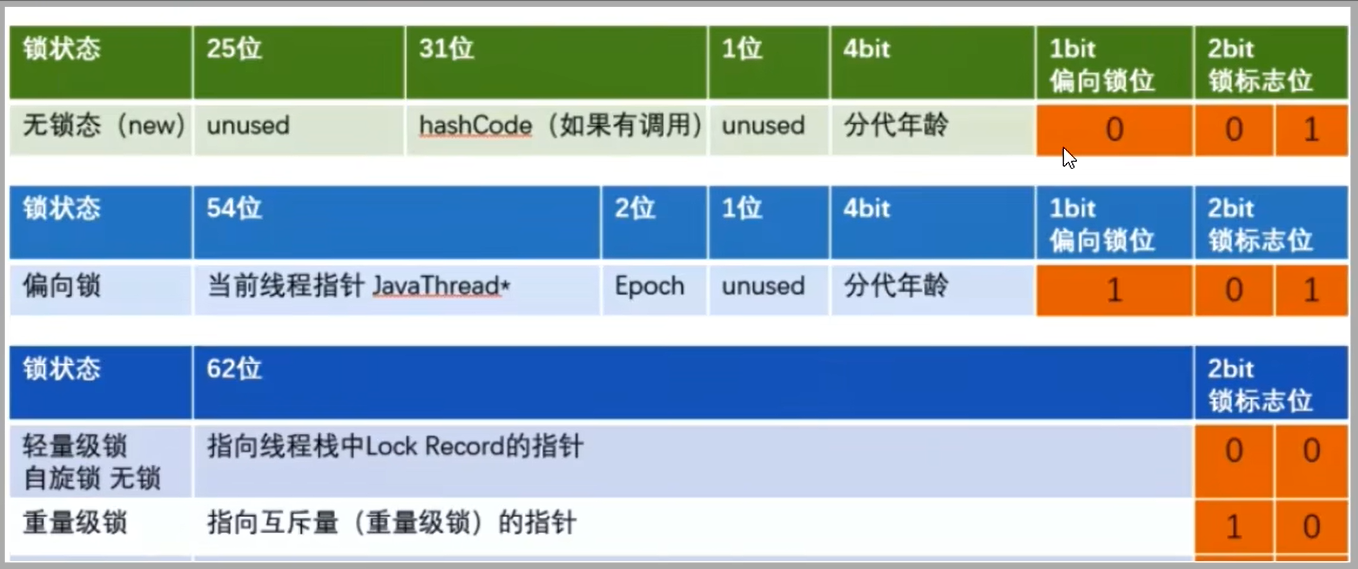 锁状态 25位 31位 1位 4bit 1bit 2bit
偏向锁位 锁标志位
无锁态（new） unused hashCode（如果有调用） unused 分代年龄 0 0 1
锁状态 54位 2位 1位 4bit 1bit 2bit
偏向锁位 锁标志位
偏向锁 当前线程指针 JavaThread* Epoch unused 分代年龄 1 0 1
锁状态 62位 2bit
锁标志位
轻量级锁 指向线程栈中Lock Record的指针 0 0
自旋锁 无锁
重量级锁 指向互斥量（重量级锁）的指针 1 0